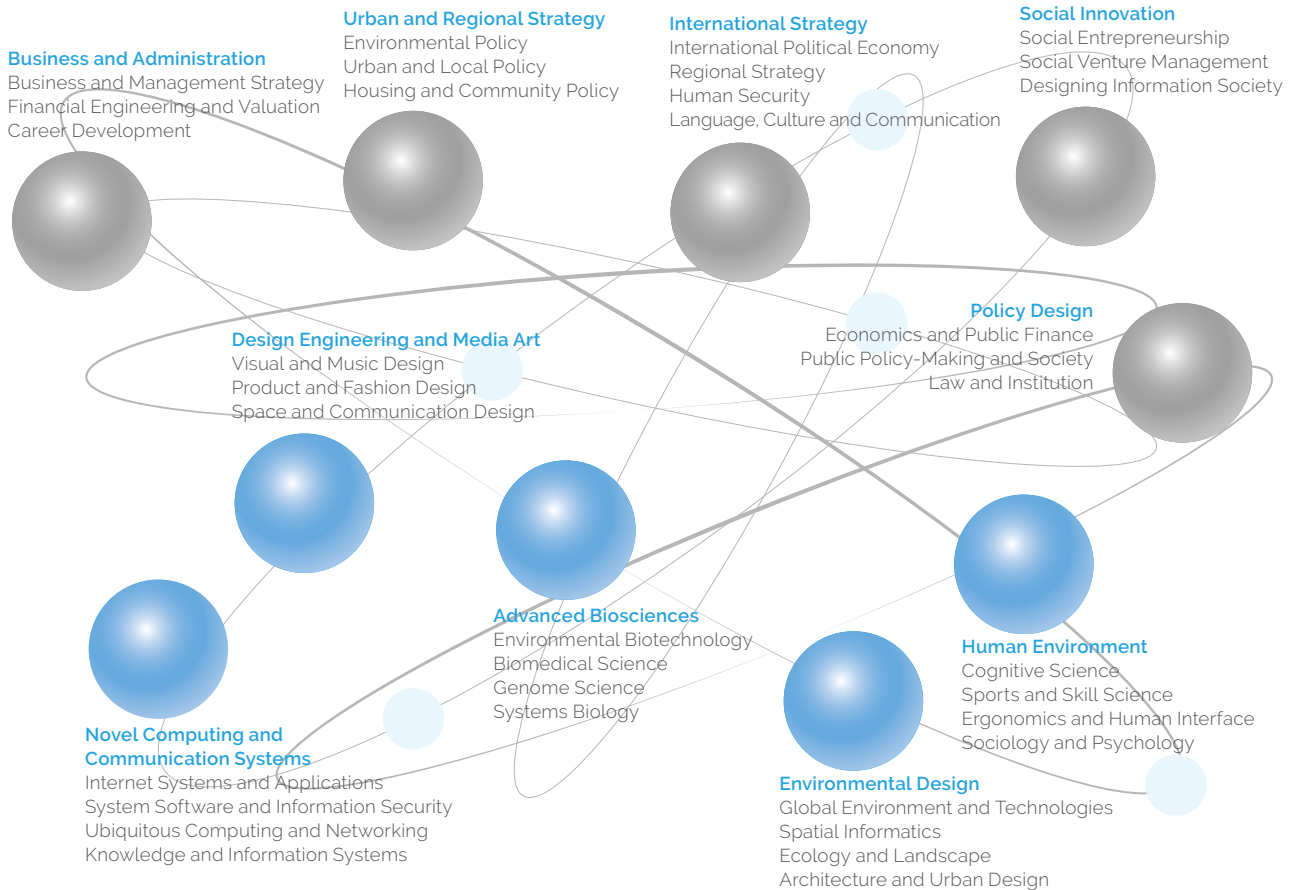 Business and Administration
Business and Management Strategy
Financial Engineering and Valuation
Career Development
Urban and Regional Strategy
Environmental Policy
Urban and Local Policy
Housing and Community Policy
International Strategy
International Political Economy
Regional Strategy
Human Security
Language, Culture and Communication
Social Innovation
Social Entrepreneurship
Social Venture Management
Designing Information Society
Policy Design
Economics and Public Finance
Public Policy-Making and Society
Law and Institution
Design Engineering and Media Art
Visual and Music Design
Product and Fashion Design
Space and Communication Design
Advanced Biosciences
Environmental Biotechnology
Biomedical Science
Genome Science
Systems Biology
Human Environment
Cognitive Science
Sports and Skill Science
Ergonomics and Human Interface
Sociology and Psychology
Novel Computing and
Communication Systems
Internet Systems and Applications
System Software and Information Security
Ubiquitous Computing and Networking
Knowledge and Information Systems
Environmental Design
Global Environment and Technologies
Spatial Informatics
Ecology and Landscape
Architecture and Urban Design